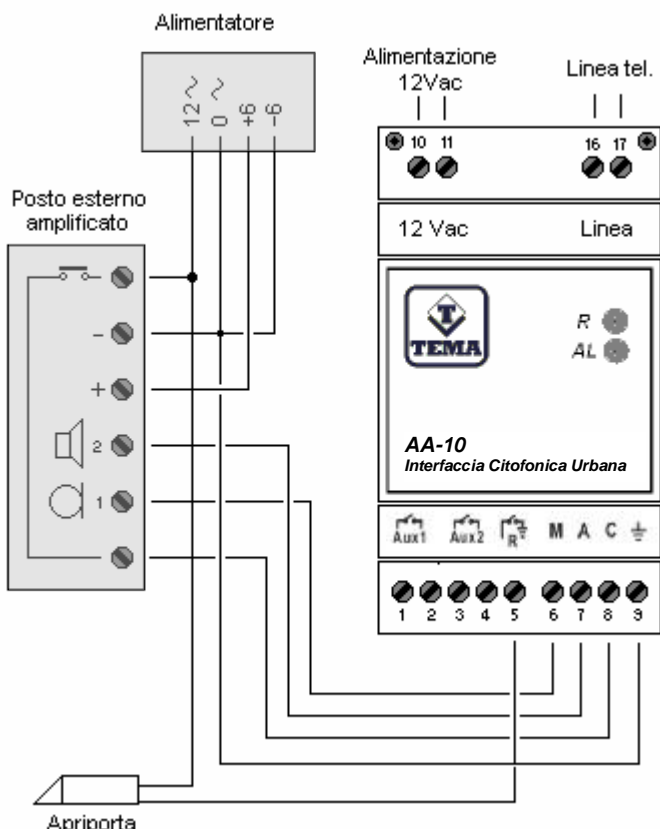 Alimentatore
12 ~
0 ~
+6
-6
Alimentazione
12Vac
Linea tel.
10 11
16 17
12 Vac
Linea
Posto esterno
amplificato
-
+
2
1
T
TEMA
R
AL
AA-10
Interfaccia Citofonica Urbana
Aux1
Aux2
R
M A C
1 2 3 4 5 6 7 8 9
Apriporta